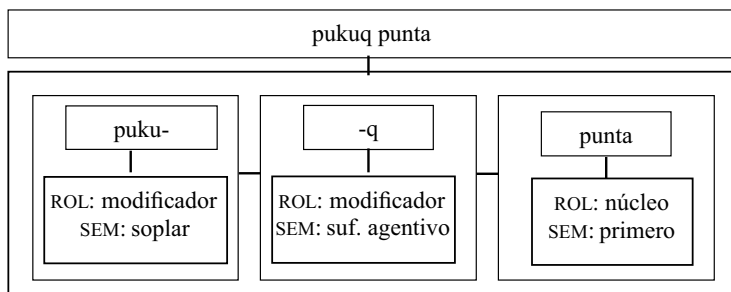 pukuq punta
puku-
ROL: modificador
SEM: soplar
-q
ROL: modificador
SEM: suf. agentivo
punta
ROL: núcleo
SEM: primero